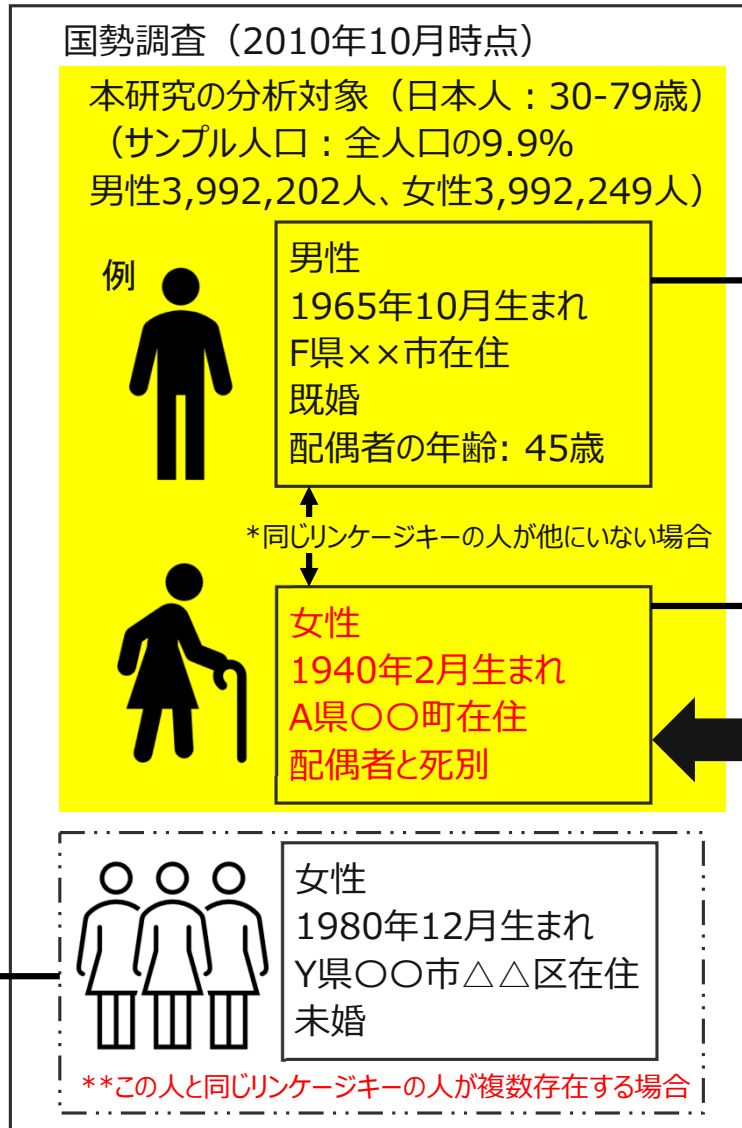 国勢調査（2010年10月時点）
本研究の分析対象（日本人：30-79歳）
（サンプル人口：全人口の9.9%
男性3,992,202人、女性3,992,249人）
例
男性
1965年10月生まれ
F県××市在住
既婚
配偶者の年齢: 45歳
*同じリンケージキーの人が他にいない場合
女性
1940年2月生まれ
A県〇〇町在住
配偶者と死別
女性
1980年12月生まれ
Y県〇〇市△△区在住
未婚
**この人と同じリンケージキーの人が複数存在する場合